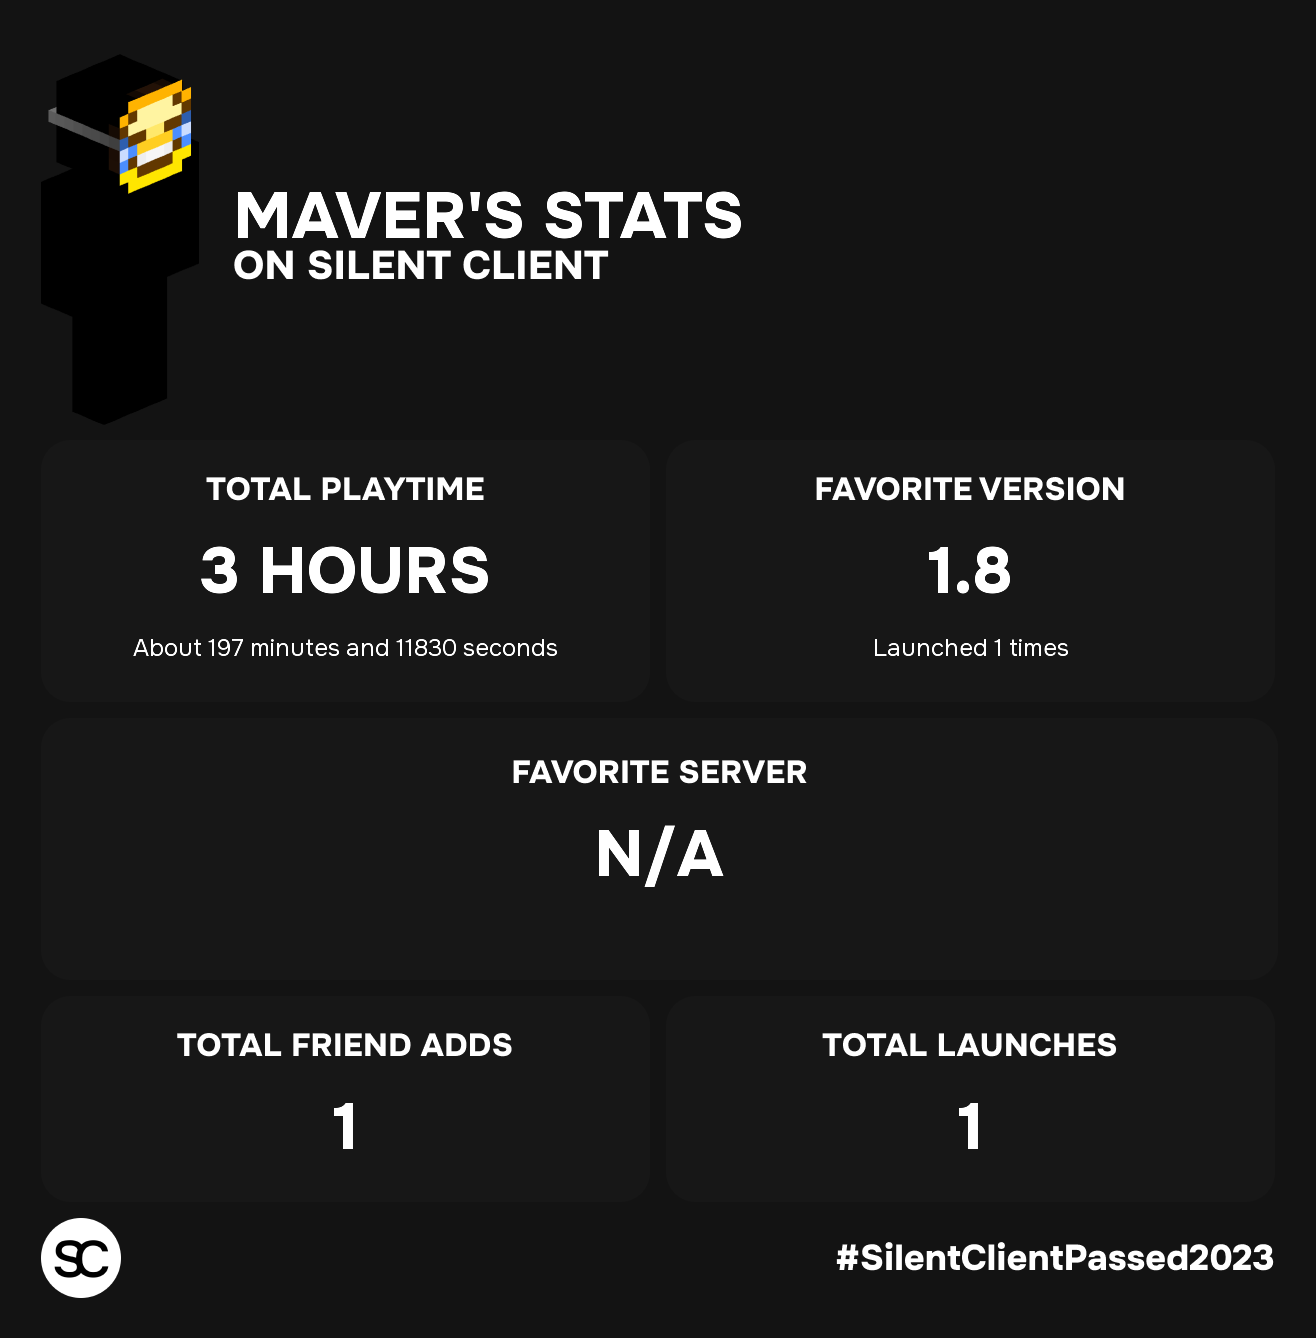 MAVER'S STATS
ON SILENT CLIENT
TOTAL PLAYTIME
3 HOURS
About 197 minutes and 11830 seconds
FAVORITE VERSION
1.8
Launched 1 times
FAVORITE SERVER
N/A
TOTAL FRIEND ADDS
1
TOTAL LAUNCHES
1
SC
#SilentClientPassed2023